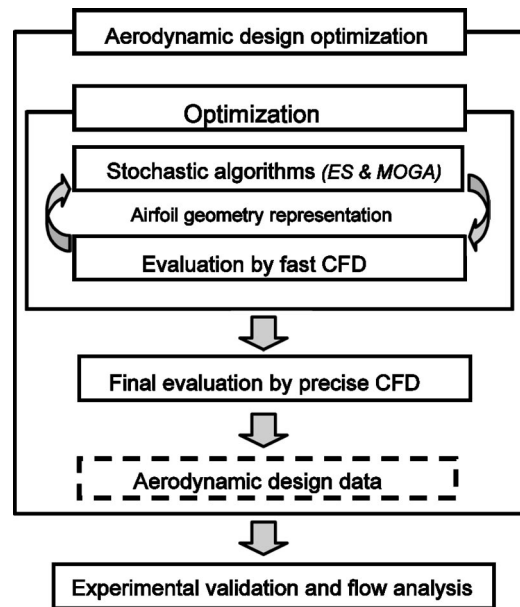 Aerodynamic design optimization
Optimization
Stochastic algorithms (ES & MOGA)
Airfoil geometry representation
Evaluation by fast CFD
Final evaluation by precise CFD
Aerodynamic design data
Experimental validation and flow analysis